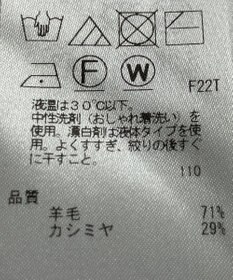 F W
F22T
液温は30℃以下。
中性洗剤(おしゃれ着洗い)を
使用。漂白剤は液体タイプを使
用。よくすすぎ、絞りの後すぐ
に干すこと。
110
品質
羊毛 71%
カシミヤ 29%